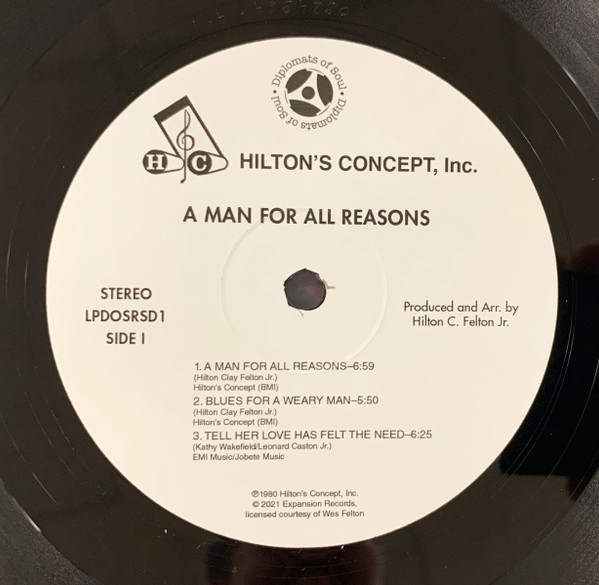 Diplomats of Soul • Diplomats of Soul •
H C
HILTON'S CONCEPT, Inc.
A MAN FOR ALL REASONS
STEREO
LPDOSRSD1
SIDE I
Produced and Arr. by
Hilton C. Felton Jr.
1. A MAN FOR ALL REASONS–6:59
(Hilton Clay Felton Jr.)
Hilton's Concept (BMI)
2. BLUES FOR A WEARY MAN–5:50
(Hilton Clay Felton Jr.)
Hilton's Concept (BMI)
3. TELL HER LOVE HAS FELT THE NEED–6:25
(Kathy Wakefield/Leonard Caston Jr.)
EMI Music/Jobete Music
℗1980 Hilton's Concept, Inc.
© 2021 Expansion Records,
licensed courtesy of Wes Felton